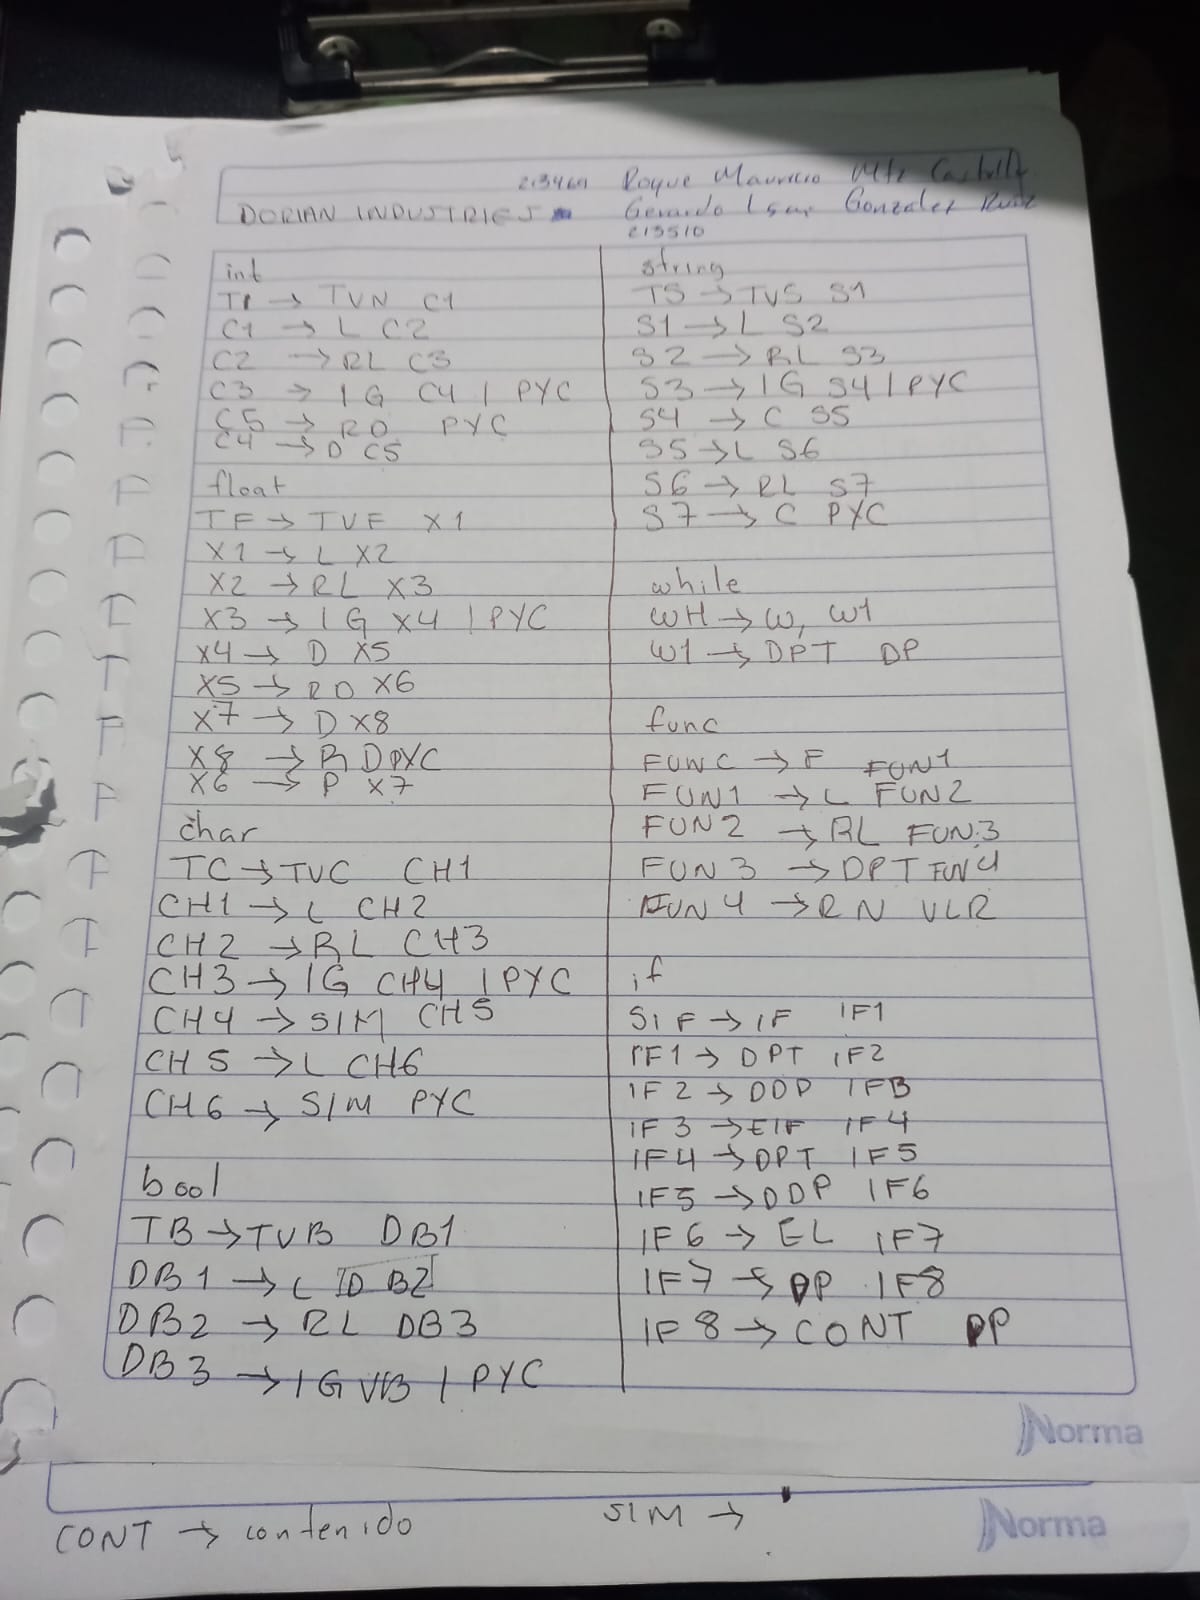 213469 Roque Mauricio Mtz
DORIAN INDUSTRIES Gerardo Isai Gonzalez Ruiz
213510
int
TI → TVN C1
C1 → L C2
C2 → RL C3
C3 → IG C4 | PYC
C5 → RD PYC
C4 → D C5
float
TF → TVF X1
X1 → L X2
X2 → RL X3
X3 → IG X4 | PYC
X4 → D X5
X5 → RD X6
X7 → D X8
X8 → RD PYC
X6 → P X7
char
TC → TVC CH1
CH1 → L CH2
CH2 → RL CH3
CH3 → IG CH4 | PYC
CH4 → SIM CH5
CH5 → L CH6
CH6 → SIM PYC
bool
TB → TVB DB1
DB1 → L DB2
DB2 → RL DB3
DB3 → IG VB | PYC
string
TS → TVS S1
S1 → L S2
S2 → RL S3
S3 → IG S4 | PYC
S4 → C S5
S5 → L S6
S6 → RL S7
S7 → C PYC
while
WH → W, W1
W1 → DPT DP
func
FUNC → F FUN1
FUN1 → L FUN2
FUN2 → RL FUN3
FUN3 → DPT FUN4
FUN4 → RN VLR
if
SIF → IF IF1
IF1 → DPT IF2
IF2 → DDP IF3
IF3 → EIF IF4
IF4 → DPT IF5
IF5 → DDP IF6
IF6 → EL IF7
IF7 → DP IF8
IF8 → CONT DP
Norma
CONT → contenido
SIM → '
Norma